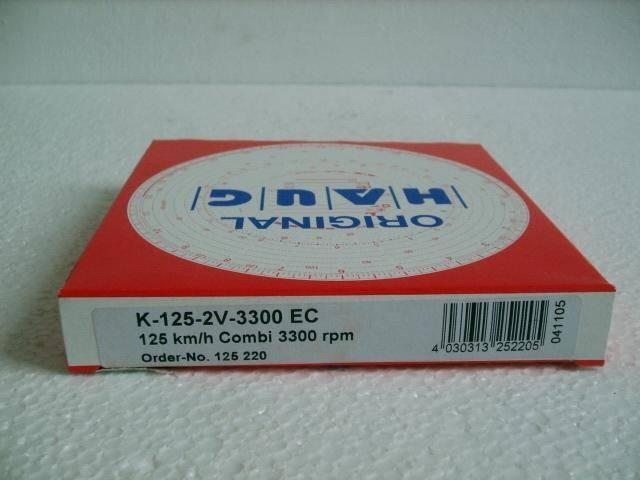 ORIGINAL
HAUG
K-125-2V-3300 EC
125 km/h Combi 3300 rpm
Order-No. 125 220
4 030313 252205
041105